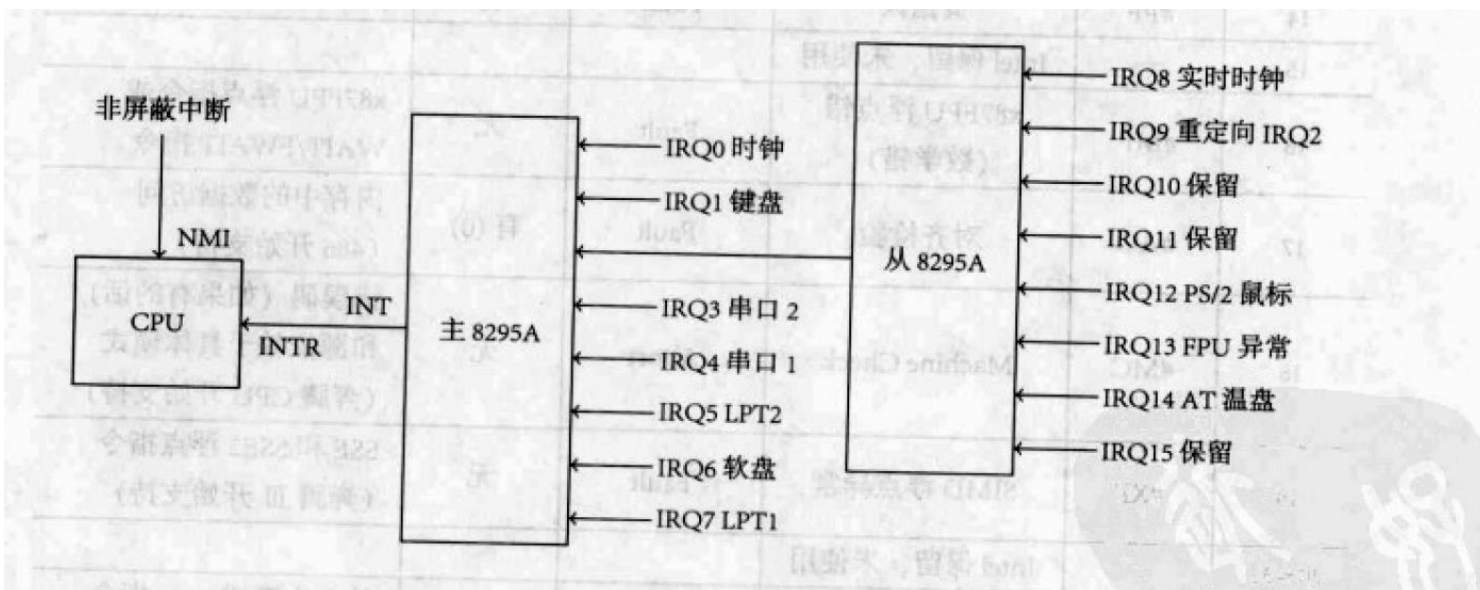 非屏蔽中断
NMI
CPU
INT
INTR
主 8295A
IRQ0 时钟
IRQ1 键盘
IRQ3 串口 2
IRQ4 串口 1
IRQ5 LPT2
IRQ6 软盘
IRQ7 LPT1
从 8295A
IRQ8 实时时钟
IRQ9 重定向 IRQ2
IRQ10 保留
IRQ11 保留
IRQ12 PS/2 鼠标
IRQ13 FPU 异常
IRQ14 AT 温盘
IRQ15 保留